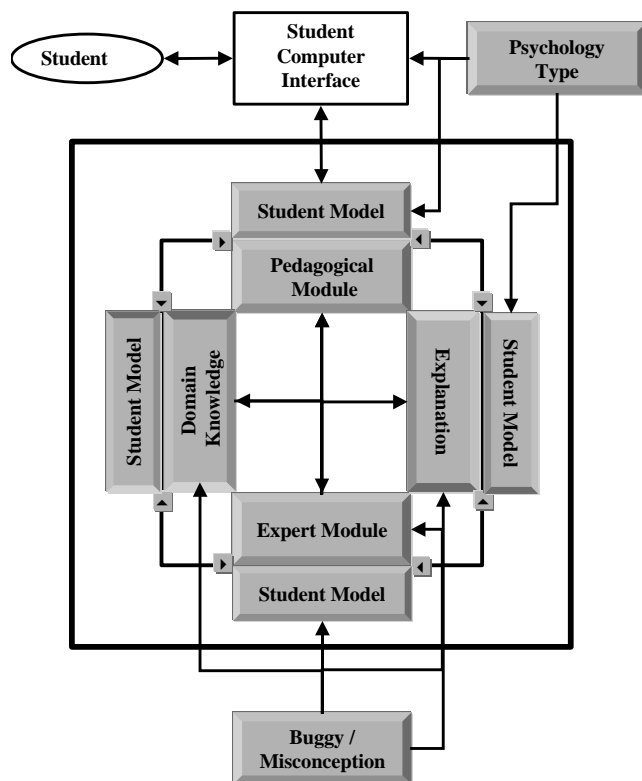 Student
Student
Computer
Interface
Psychology
Type
Student Model
Pedagogical
Module
Student Model
Domain
Knowledge
Explanation
Student Model
Expert Module
Student Model
Buggy /
Misconception